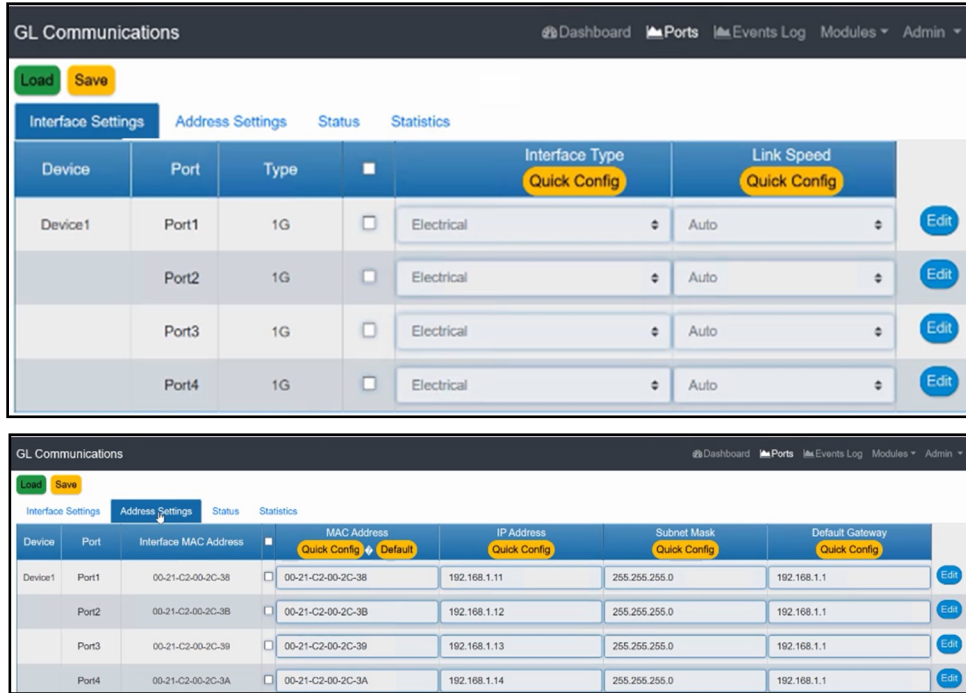 GL Communications Dashboard Ports Events Log Modules Admin
Load Save
Interface Settings Address Settings Status Statistics
Device Port Type Interface Type Link Speed
Quick Config Quick Config
Device1 Port1 1G Electrical Auto Edit
Port2 1G Electrical Auto Edit
Port3 1G Electrical Auto Edit
Port4 1G Electrical Auto Edit
GL Communications Dashboard Ports Events Log Modules Admin
Load Save
Interface Settings Address Settings Status Statistics
Device Port Interface MAC Address MAC Address IP Address Subnet Mask Default Gateway
Quick Config � Default Quick Config Quick Config Quick Config
Device1 Port1 00-21-C2-00-2C-38 00-21-C2-00-2C-38 192.168.1.11 255.255.255.0 192.168.1.1 Edit
Port2 00-21-C2-00-2C-3B 00-21-C2-00-2C-3B 192.168.1.12 255.255.255.0 192.168.1.1 Edit
Port3 00-21-C2-00-2C-39 00-21-C2-00-2C-39 192.168.1.13 255.255.255.0 192.168.1.1 Edit
Port4 00-21-C2-00-2C-3A 00-21-C2-00-2C-3A 192.168.1.14 255.255.255.0 192.168.1.1 Edit